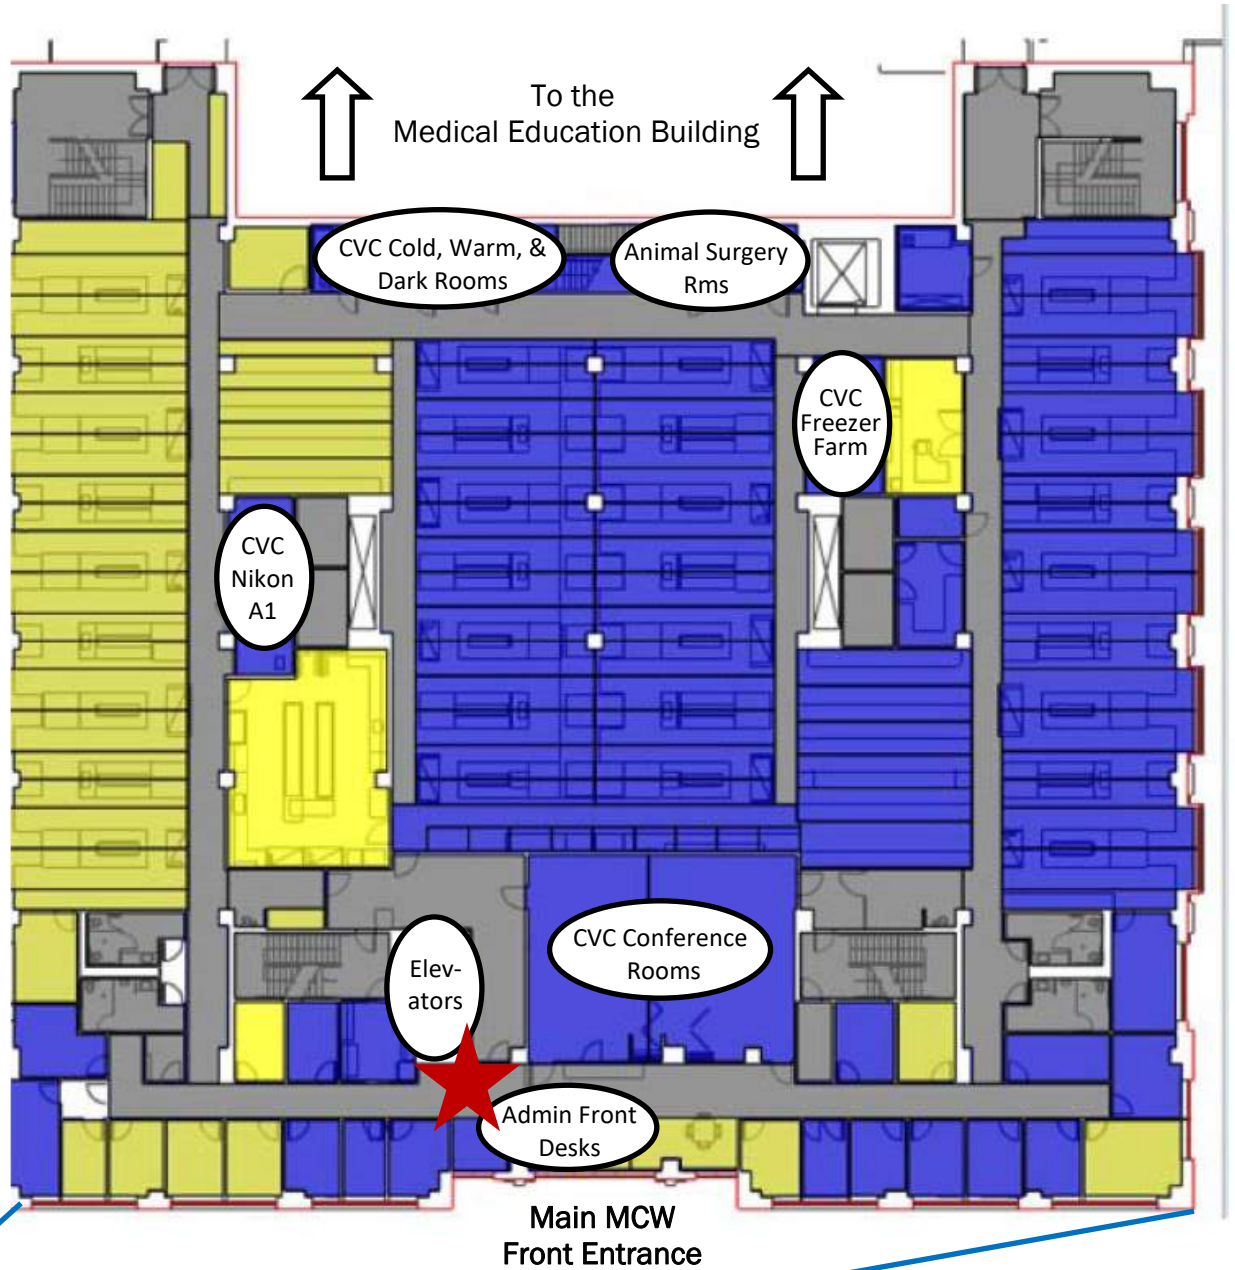 To the
Medical Education Building
CVC Cold, Warm, &
Dark Rooms
Animal Surgery
Rms
CVC
Freezer
Farm
CVC
Nikon
A1
CVC Conference
Rooms
Elev-
ators
Admin Front
Desks
Main MCW
Front Entrance